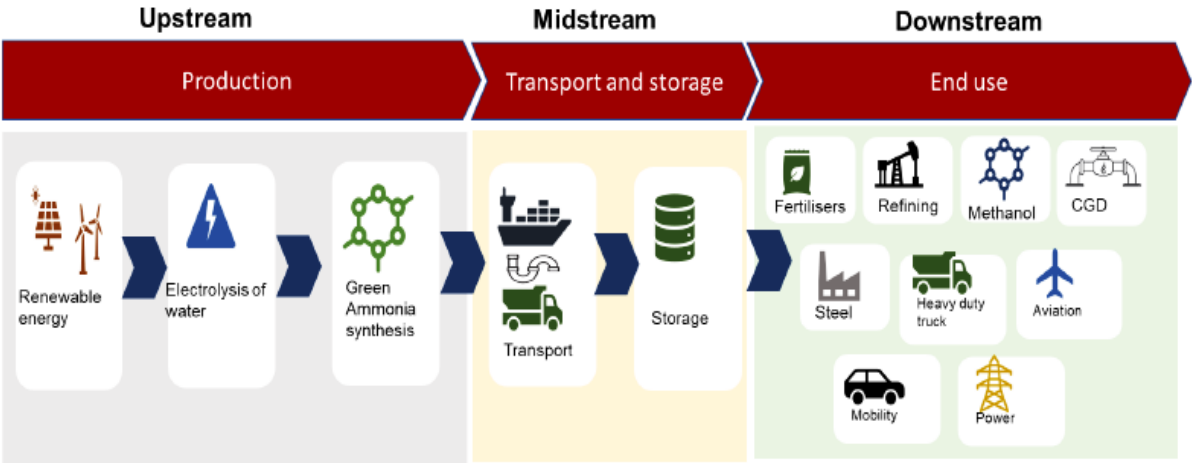 Upstream
Midstream
Downstream
Production
Transport and storage
End use
Renewable
energy
Electrolysis of
water
Green
Ammonia
synthesis
Transport
Storage
Fertilisers
Refining
Methanol
CGD
Steel
Heavy duty
truck
Aviation
Mobility
Power